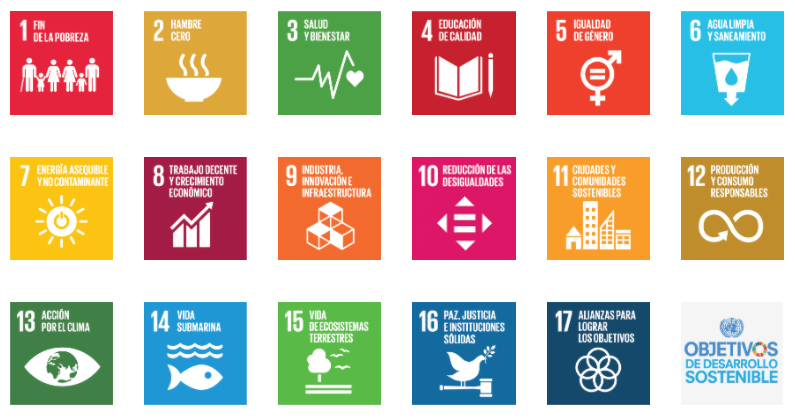 1 FIN
DE LA POBREZA
2 HAMBRE
CERO
3 SALUD
Y BIENESTAR
4 EDUCACIÓN
DE CALIDAD
5 IGUALDAD
DE GÉNERO
6 AGUA LIMPIA
Y SANEAMIENTO
7 ENERGÍA ASEQUIBLE
Y NO CONTAMINANTE
8 TRABAJO DECENTE
Y CRECIMIENTO
ECONÓMICO
9 INDUSTRIA,
INNOVACIÓN E
INFRAESTRUCTURA
10 REDUCCIÓN DE LAS
DESIGUALDADES
11 CIUDADES Y
COMUNIDADES
SOSTENIBLES
12 PRODUCCIÓN
Y CONSUMO
RESPONSABLES
13 ACCIÓN
POR EL CLIMA
14 VIDA
SUBMARINA
15 VIDA
DE ECOSISTEMAS
TERRESTRES
16 PAZ, JUSTICIA
E INSTITUCIONES
SÓLIDAS
17 ALIANZAS PARA
LOGRAR
LOS OBJETIVOS
OBJETIVOS
DE DESARROLLO
SOSTENIBLE